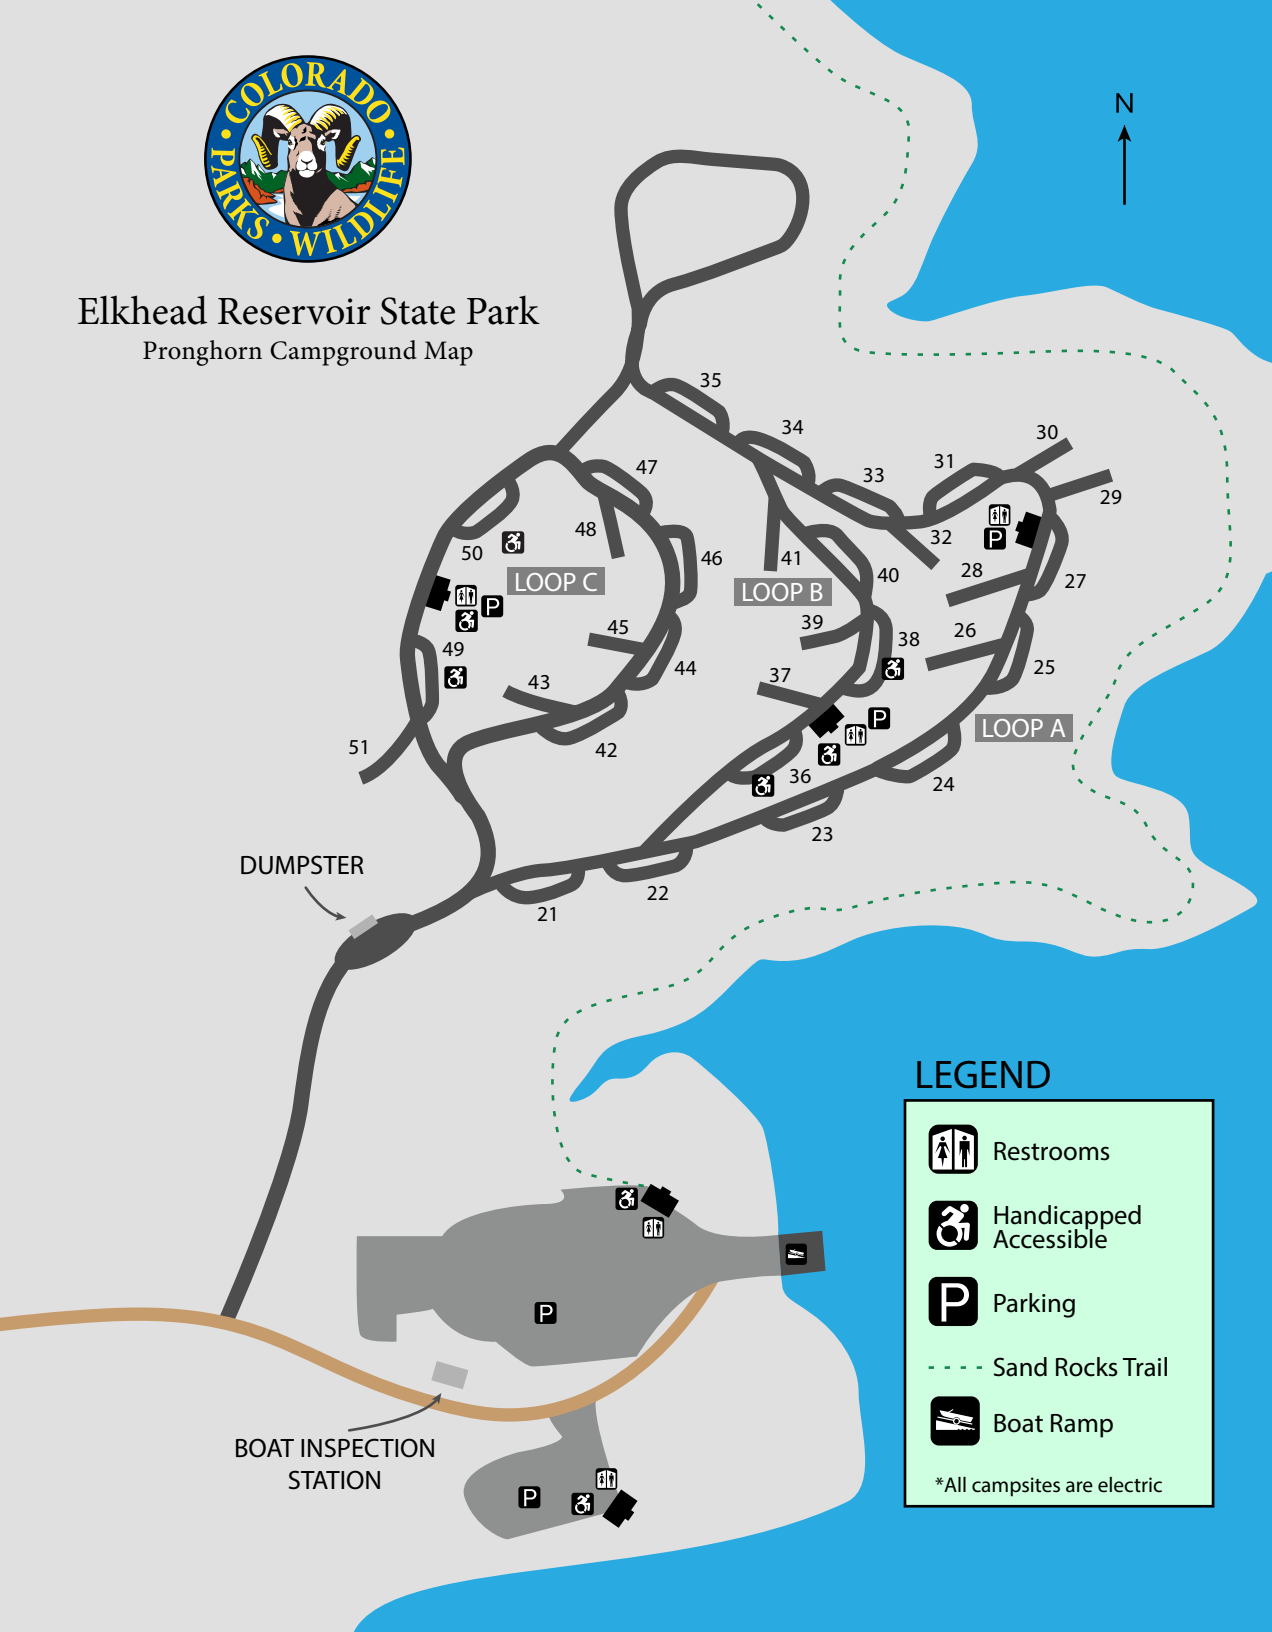 COLORADO
PARKS • WILDLIFE
N
Elkhead Reservoir State Park
Pronghorn Campground Map
35
34
30
47
31
33
29
48
32
50
46
41
28
LOOP C
40
27
LOOP B
P
P
39
45
26
38
49
44
25
37
43
P
LOOP A
51
42
36
24
23
DUMPSTER
22
21
LEGEND
Restrooms
Handicapped
Accessible
P Parking
P
Sand Rocks Trail
Boat Ramp
BOAT INSPECTION
STATION
*All campsites are electric
P